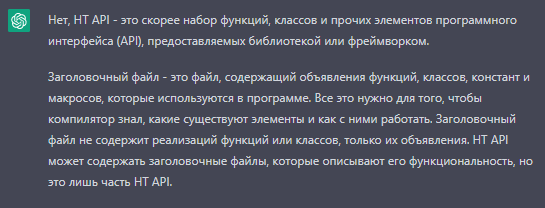 Нет, HT API - это скорее набор функций, классов и прочих элементов программного
интерфейса (API), предоставляемых библиотекой или фреймворком.
Заголовочный файл - это файл, содержащий объявления функций, классов, констант и
макросов, которые используются в программе. Все это нужно для того, чтобы
компилятор знал, какие существуют элементы и как с ними работать. Заголовочный
файл не содержит реализаций функций или классов, только их объявления. HT API
может содержать заголовочные файлы, которые описывают его функциональность, но
это лишь часть HT API.